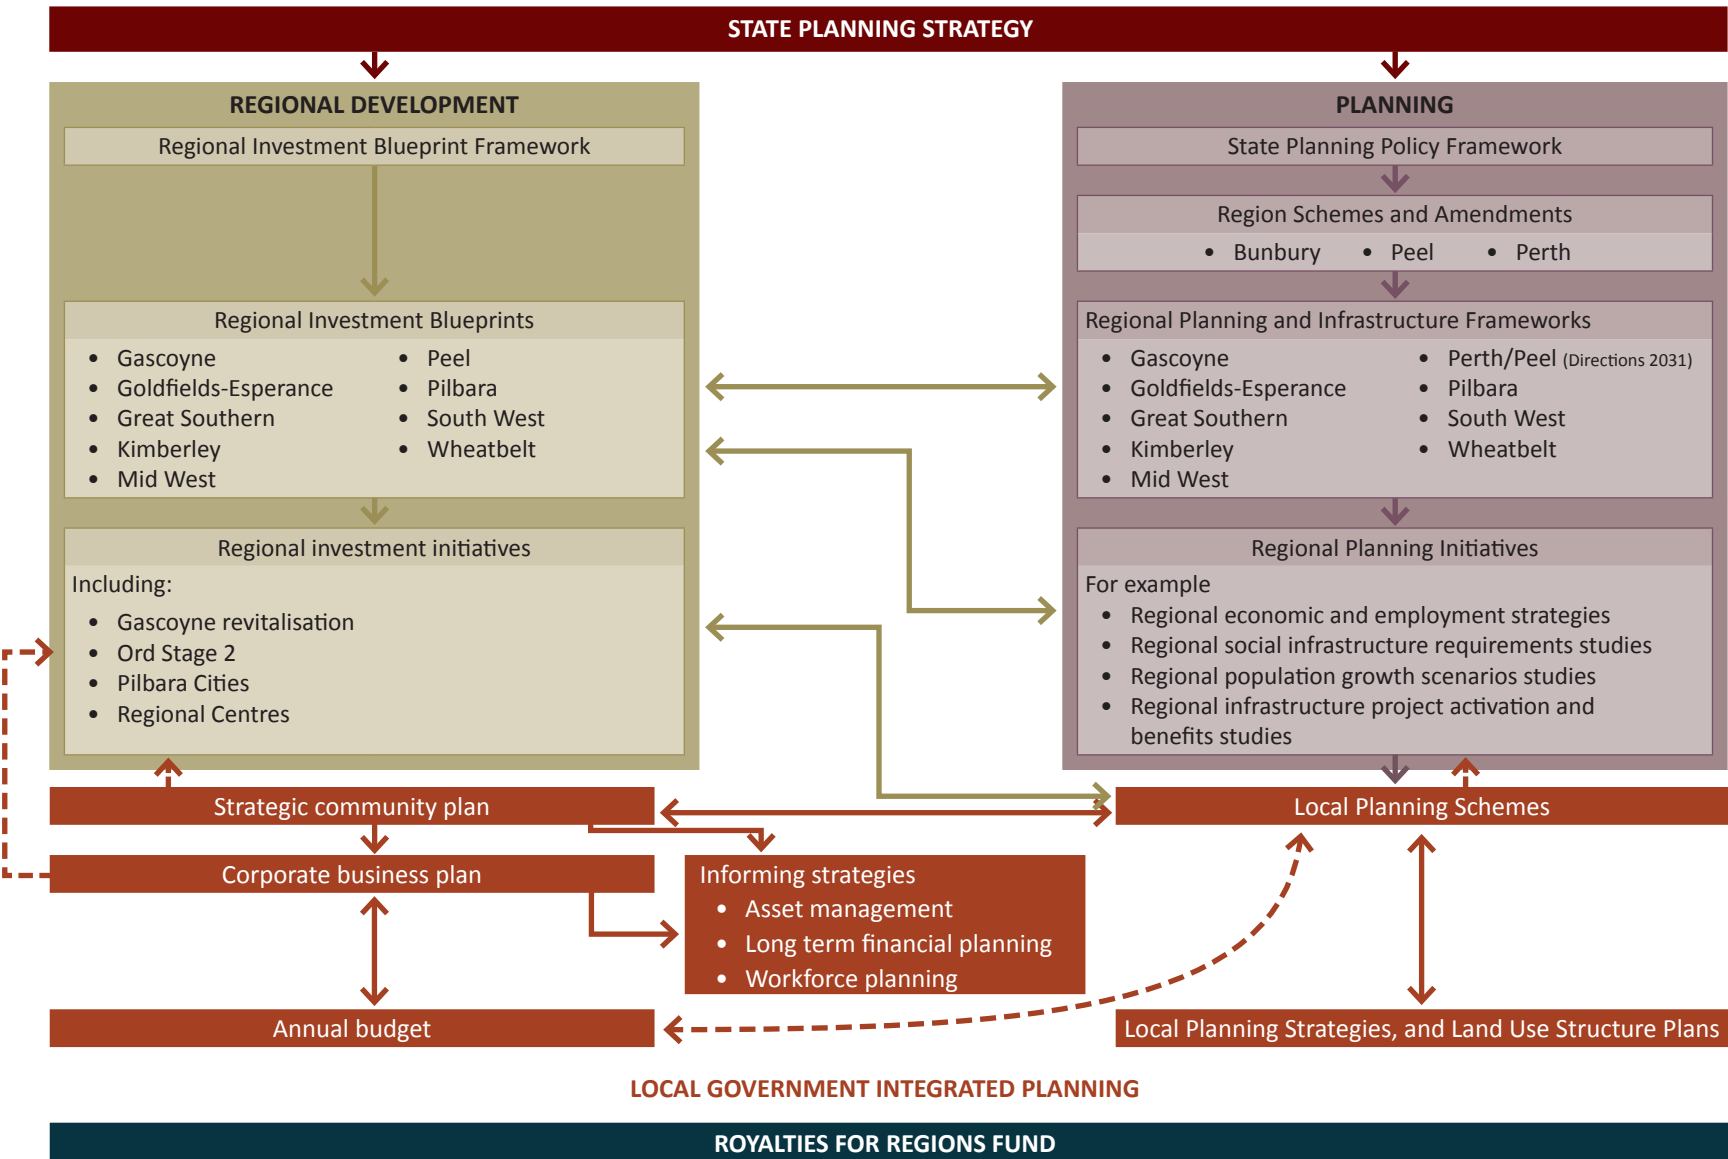 STATE PLANNING STRATEGY
REGIONAL DEVELOPMENT
Regional Investment Blueprint Framework
Regional Investment Blueprints
• Gascoyne
• Goldfields-Esperance
• Great Southern
• Kimberley
• Mid West
• Peel
• Pilbara
• South West
• Wheatbelt
Regional investment initiatives
Including:
• Gascoyne revitalisation
• Ord Stage 2
• Pilbara Cities
• Regional Centres
PLANNING
State Planning Policy Framework
Region Schemes and Amendments
• Bunbury • Peel • Perth
Regional Planning and Infrastructure Frameworks
• Gascoyne
• Goldfields-Esperance
• Great Southern
• Kimberley
• Mid West
• Perth/Peel (Directions 2031)
• Pilbara
• South West
• Wheatbelt
Regional Planning Initiatives
For example
• Regional economic and employment strategies
• Regional social infrastructure requirements studies
• Regional population growth scenarios studies
• Regional infrastructure project activation and
benefits studies
Strategic community plan
Local Planning Schemes
Corporate business plan
Informing strategies
• Asset management
• Long term financial planning
• Workforce planning
Annual budget
Local Planning Strategies, and Land Use Structure Plans
LOCAL GOVERNMENT INTEGRATED PLANNING
ROYALTIES FOR REGIONS FUND